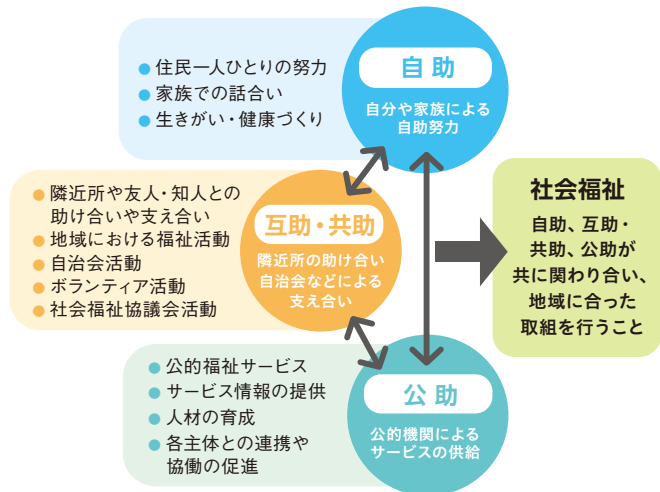 ● 住民一人ひとりの努力
● 家族での話合い
● 生きがい・健康づくり
自助
自分や家族による
自助努力
● 隣近所や友人・知人との
助け合いや支え合い
● 地域における福祉活動
● 自治会活動
● ボランティア活動
● 社会福祉協議会活動
互助・共助
隣近所の助け合い
自治会などによる
支え合い
● 公的福祉サービス
● サービス情報の提供
● 人材の育成
● 各主体との連携や
協働の促進
公助
公的機関による
サービスの供給
社会福祉
自助、互助・
共助、公助が
共に関わり合い、
地域に合った
取組を行うこと